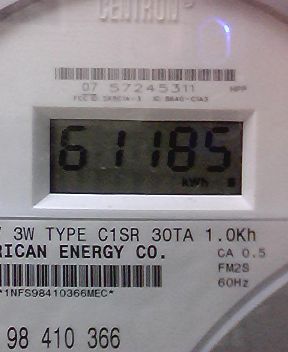 CENTRON
07 57245311 HPP
61185
kWh
3W TYPE C1SR 30TA 1.0Kh
RICAN ENERGY CO. CA 0.5
FM2S
60Hz
*1NFS98410366MEC*
98 410 366